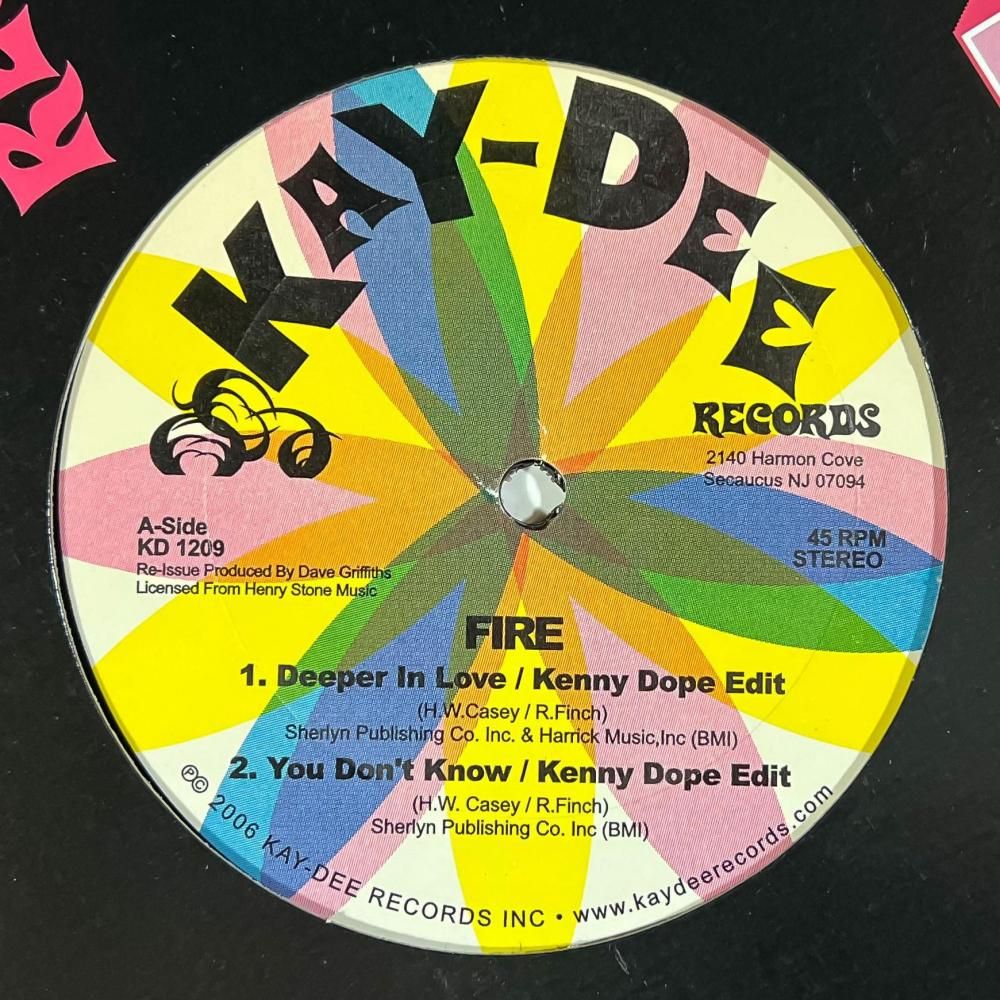 KAY-DEE
RECORDS
2140 Harmon Cove
Secaucus NJ 07094
A-Side
KD 1209
Re-Issue Produced By Dave Griffiths
Licensed From Henry Stone Music
45 RPM
STEREO
FIRE
1. Deeper In Love / Kenny Dope Edit
(H.W.Casey / R.Finch)
Sherlyn Publishing Co. Inc. & Harrick Music,Inc (BMI)
2. You Don't Know / Kenny Dope Edit
(H.W. Casey / R.Finch)
Sherlyn Publishing Co. Inc (BMI)
℗© 2006 KAY-DEE RECORDS INC • www.kaydeerecords.com